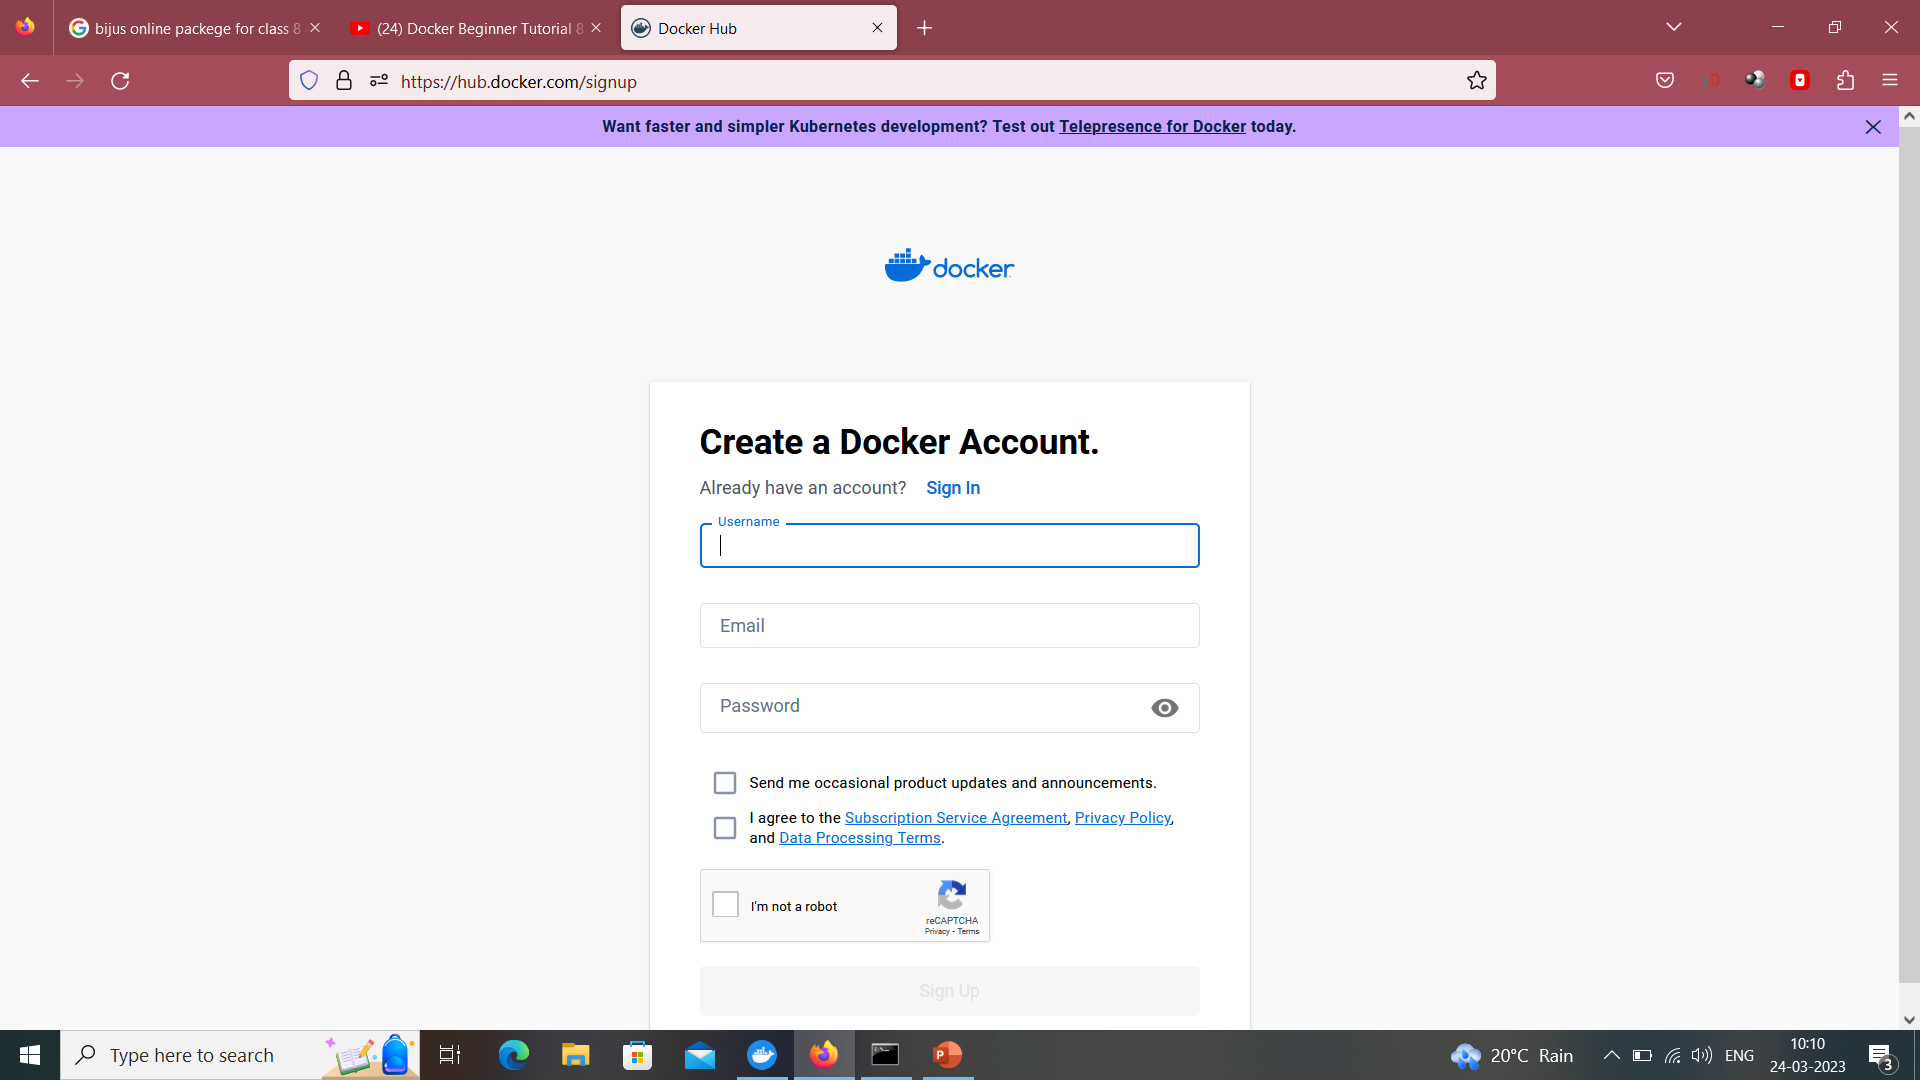 bijus online packege for class 8
(24) Docker Beginner Tutorial 8
Docker Hub
https://hub.docker.com/signup
Want faster and simpler Kubernetes development? Test out Telepresence for Docker today.
docker
Create a Docker Account.
Already have an account? Sign In
Username
Email
Password
Send me occasional product updates and announcements.
I agree to the Subscription Service Agreement, Privacy Policy,
and Data Processing Terms.
I'm not a robot
reCAPTCHA
Privacy - Terms
Sign Up
Type here to search
20°C Rain
ENG
10:10
24-03-2023
3